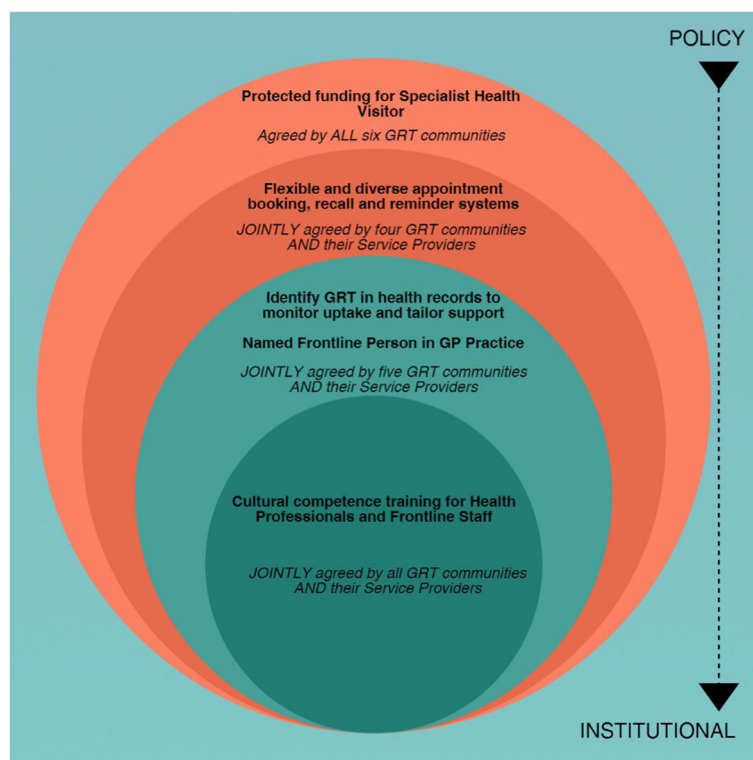 POLICY
Protected funding for Specialist Health
Visitor
Agreed by ALL six GRT communities
Flexible and diverse appointment
booking, recall and reminder systems
JOINTLY agreed by four GRT communities
AND their Service Providers
Identify GRT in health records to
monitor uptake and tailor support
Named Frontline Person in GP Practice
JOINTLY agreed by five GRT communities
AND their Service Providers
Cultural competence training for Health
Professionals and Frontline Staff
JOINTLY agreed by all GRT communities
AND their Service Providers
INSTITUTIONAL